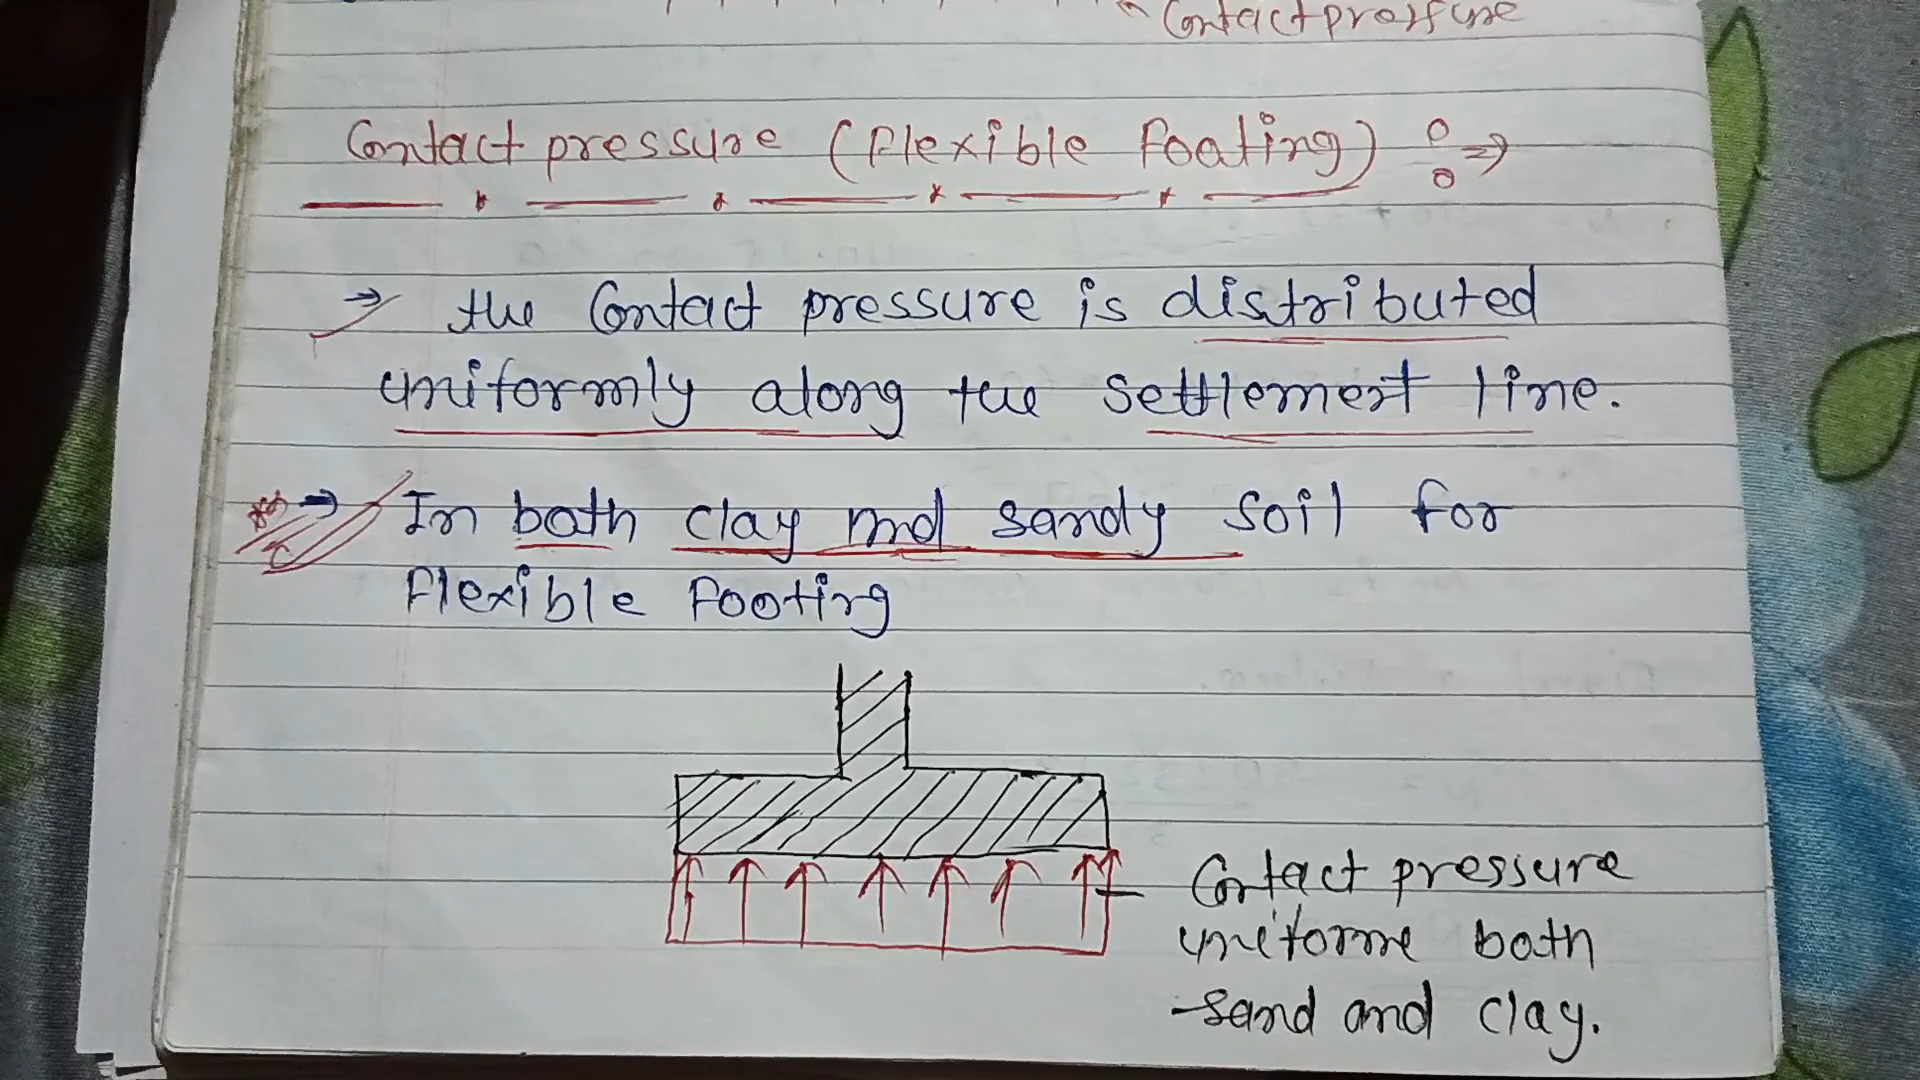 Contact pressure
Contact pressure (Flexible Footing) :⇒
→ the Contact pressure is distributed
uniformly along the settlement line.
→ In both clay and sandy soil for
Flexible Footing
Contact pressure
uniforme both
sand and clay.